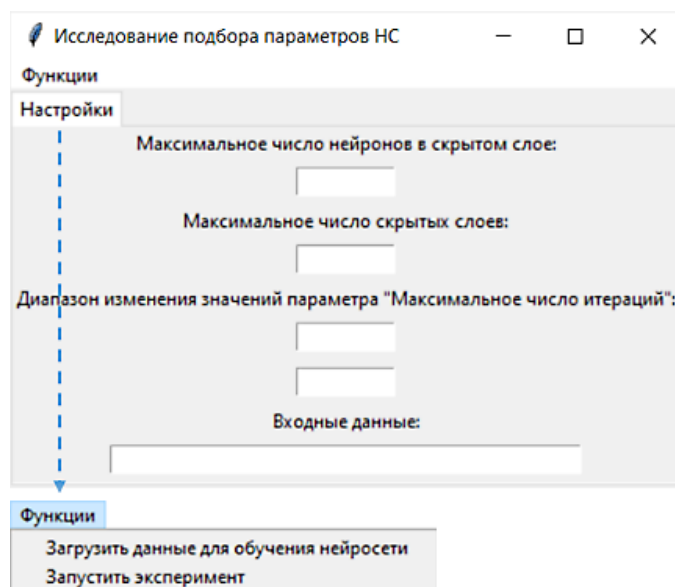 Исследование подбора параметров НС
Функции
Настройки
Максимальное число нейронов в скрытом слое:
Максимальное число скрытых слоев:
Диапазон изменения значений параметра "Максимальное число итераций":
Входные данные:
Функции
Загрузить данные для обучения нейросети
Запустить эксперимент